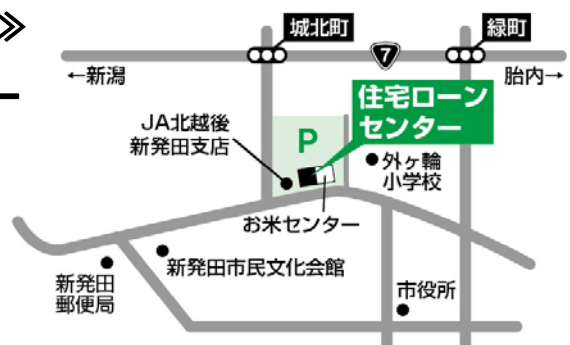 ≫
城北町
緑町
7
←新潟
胎内→
住宅ローン
センター
JA北越後
新発田支店
P
外ヶ輪
小学校
お米センター
新発田市民文化会館
新発田
郵便局
市役所